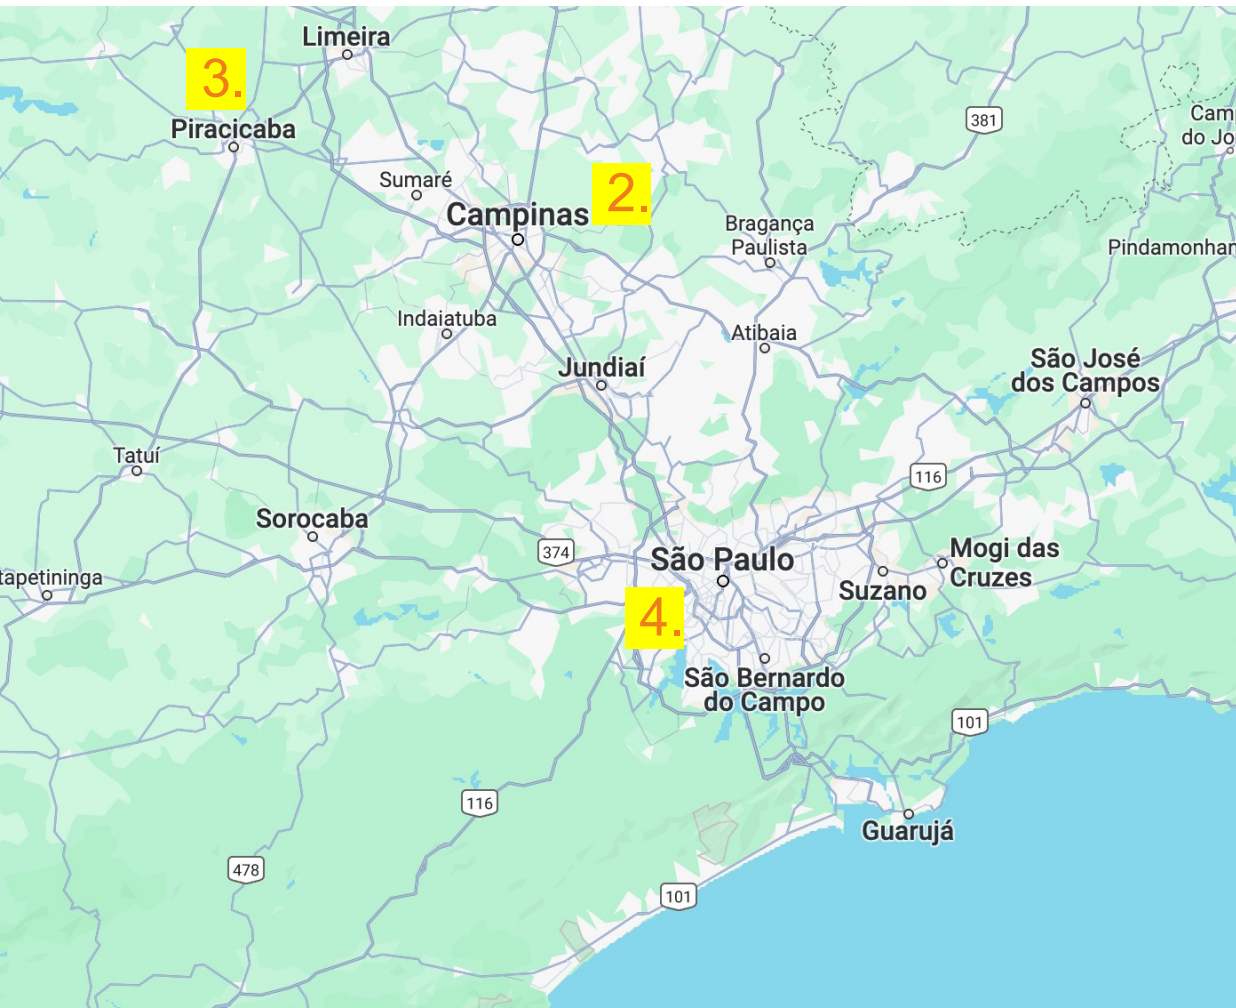 Limeira
3.
Piracicaba
381
Cam
do Jo
Sumaré
2.
Campinas
Bragança
Paulista
Pindamonhan
Indaiatuba
Atibaia
Jundiaí
São José
dos Campos
Tatuí
116
Sorocaba
374
São Paulo
Mogi das
Cruzes
tapetininga
Suzano
4.
São Bernardo
do Campo
101
116
Guarujá
478
101